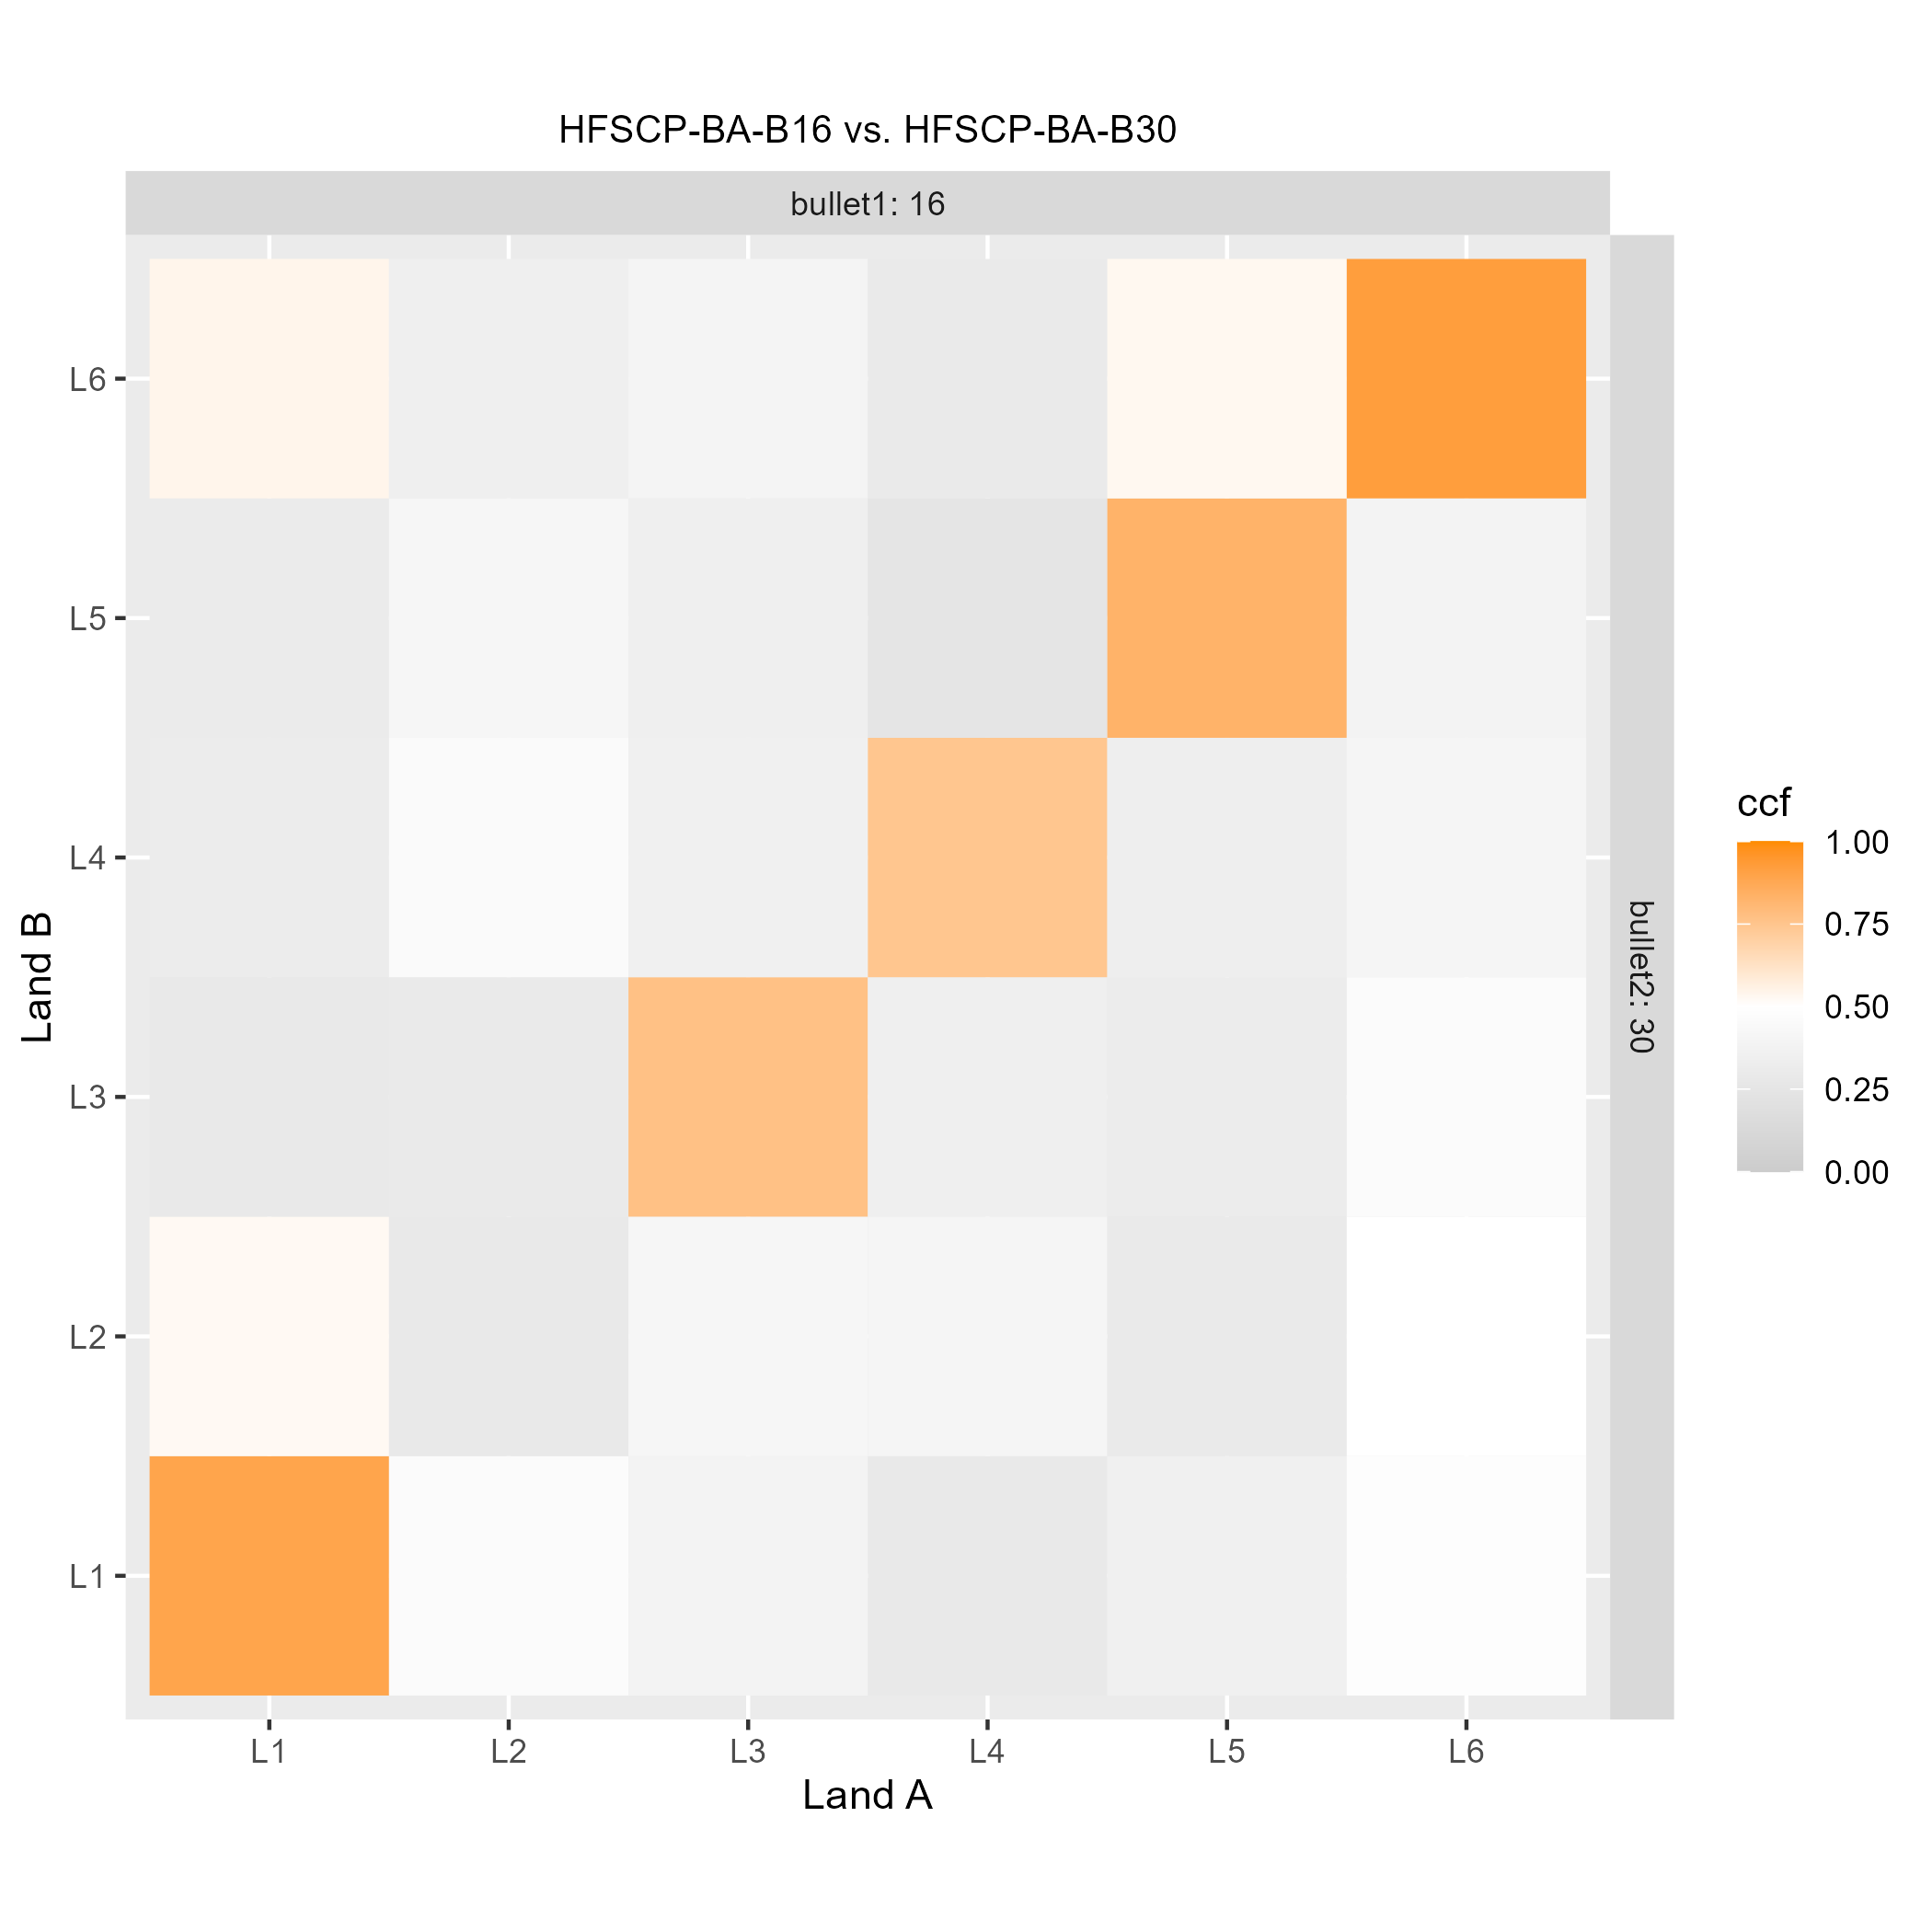 HFSCP-BA-B16 vs. HFSCP-BA-B30
bullet1: 16
L6
L5
L4
L3
L2
L1
Land B
bullet2: 30
L1 L2 L3 L4 L5 L6
Land A
ccf
1.00
0.75
0.50
0.25
0.00